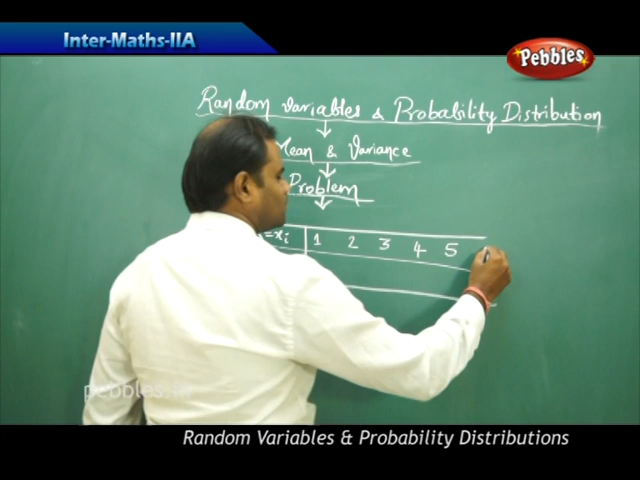 Inter-Maths-IIA
Pebbles
Random Variables & Probability Distribution
Mean & Variance
Problem
=xi 1 2 3 4 5
pebbles
Random Variables & Probability Distributions